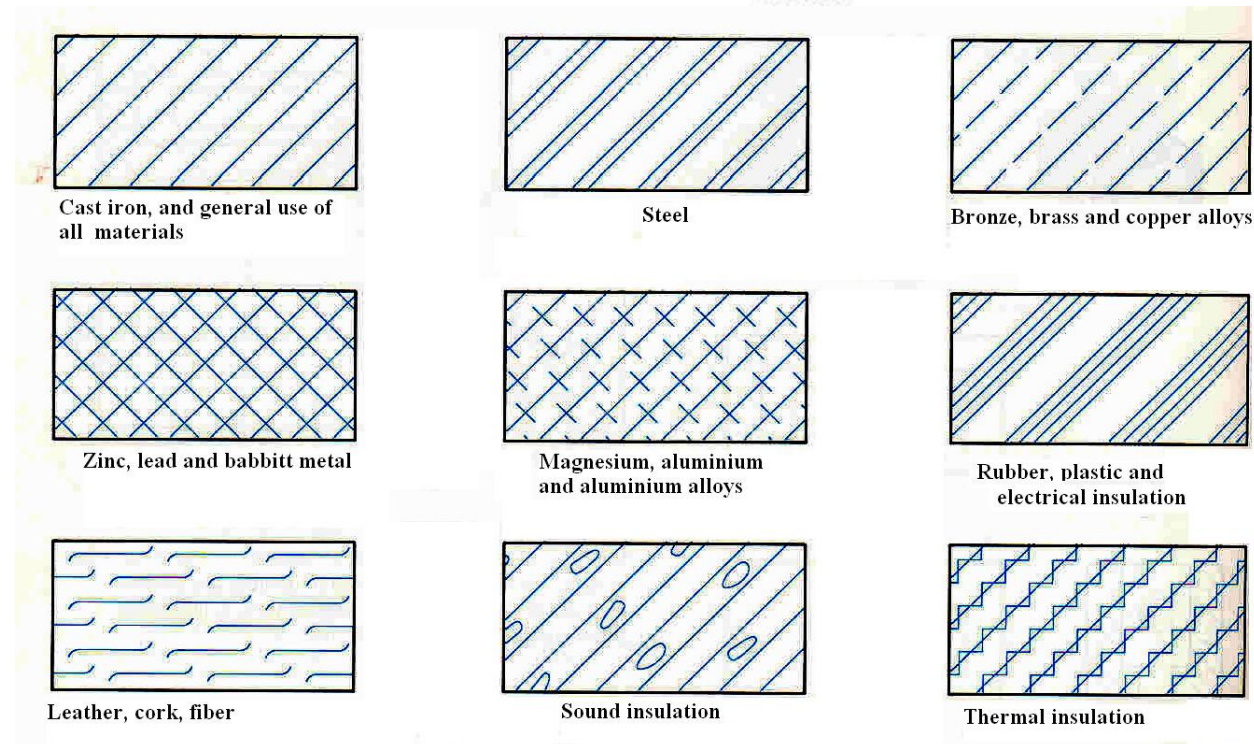 Cast iron, and general use of
all materials
Steel
Bronze, brass and copper alloys
Zinc, lead and babbitt metal
Magnesium, aluminium
and aluminium alloys
Rubber, plastic and
electrical insulation
Leather, cork, fiber
Sound insulation
Thermal insulation